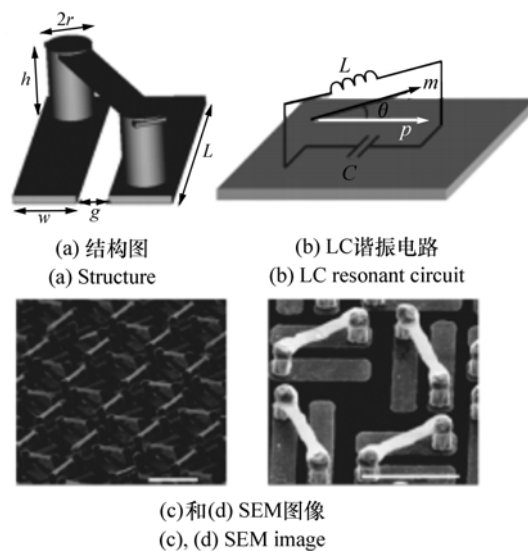 2r
h
L
w
g
L
m
θ
p
C
(a) 结构图
(a) Structure
(b) LC谐振电路
(b) LC resonant circuit
(c)和(d) SEM图像
(c), (d) SEM image